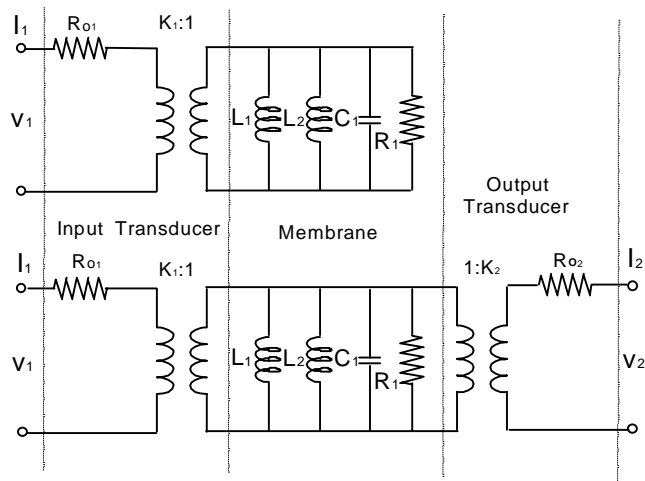 I1 Ro1 K1:1
L1 L2 C1 R1
V1
Output
Transducer
Input Transducer Membrane
I1 Ro1 K1:1 1:K2 Ro2 I2
L1 L2 C1 R1
V1 V2